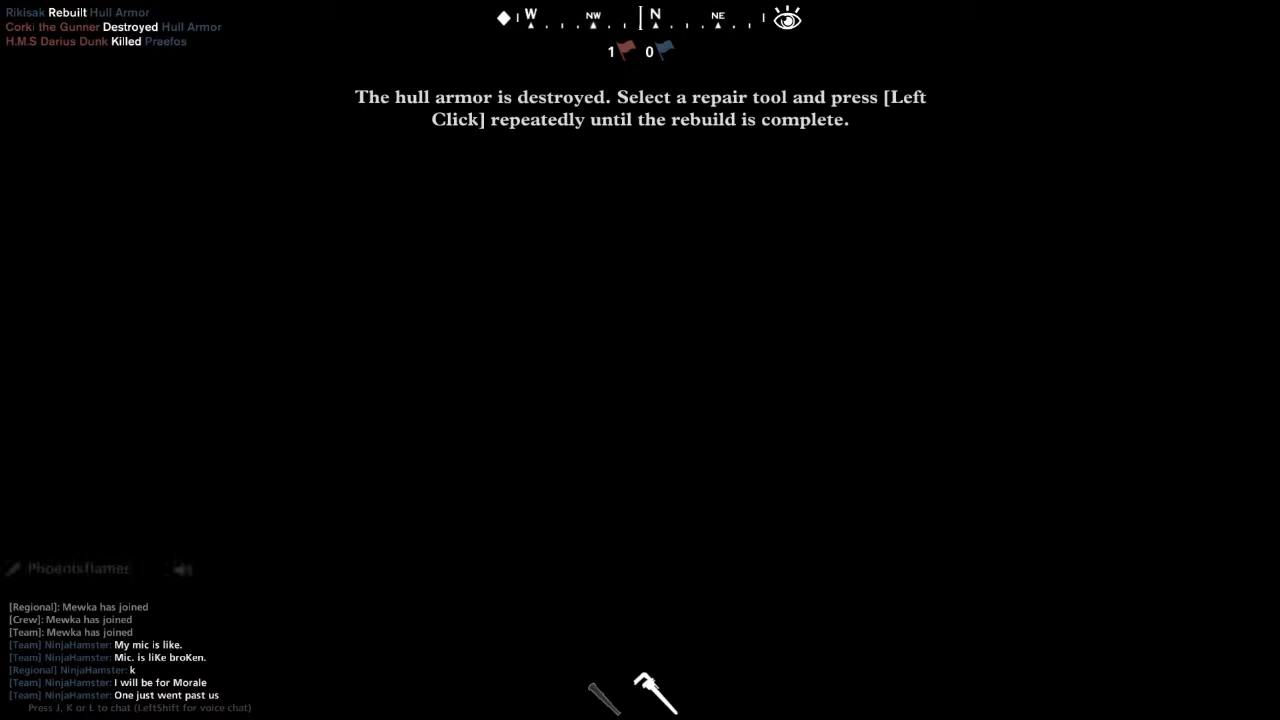 Rikisak Rebuilt Hull Armor
Corki the Gunner Destroyed Hull Armor
H.M.S Darius Dunk Killed Praefos
W NW N NE
1 0
The hull armor is destroyed. Select a repair tool and press [Left
Click] repeatedly until the rebuild is complete.
[Regional]: Mewka has joined
[Crew]: Mewka has joined
[Team]: Mewka has joined
[Team] NinjaHamster: My mic is like.
[Team] NinjaHamster: Mic. is liKe broKen.
[Regional] NinjaHamster: k
[Team] NinjaHamster: I will be for Morale
[Team] NinjaHamster: One just went past us
Press J, K or L to chat (LeftShift for voice chat)